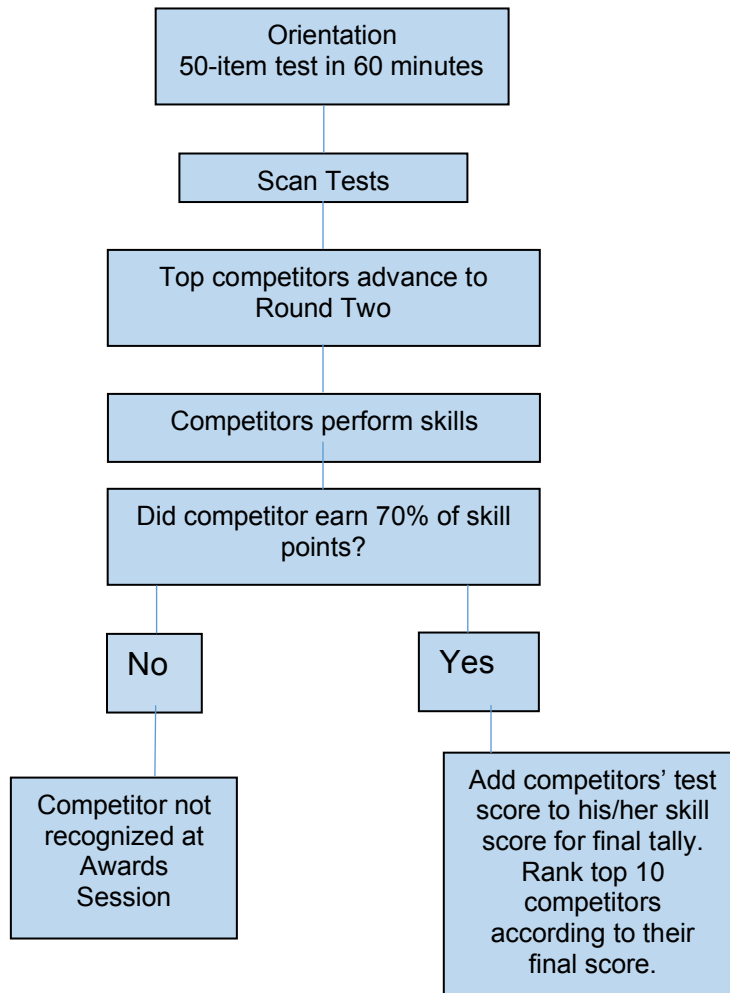 Orientation
50-item test in 60 minutes
Scan Tests
Top competitors advance to
Round Two
Competitors perform skills
Did competitor earn 70% of skill
points?
No
Yes
Competitor not
recognized at
Awards
Session
Add competitors’ test
score to his/her skill
score for final tally.
Rank top 10
competitors
according to their
final score.